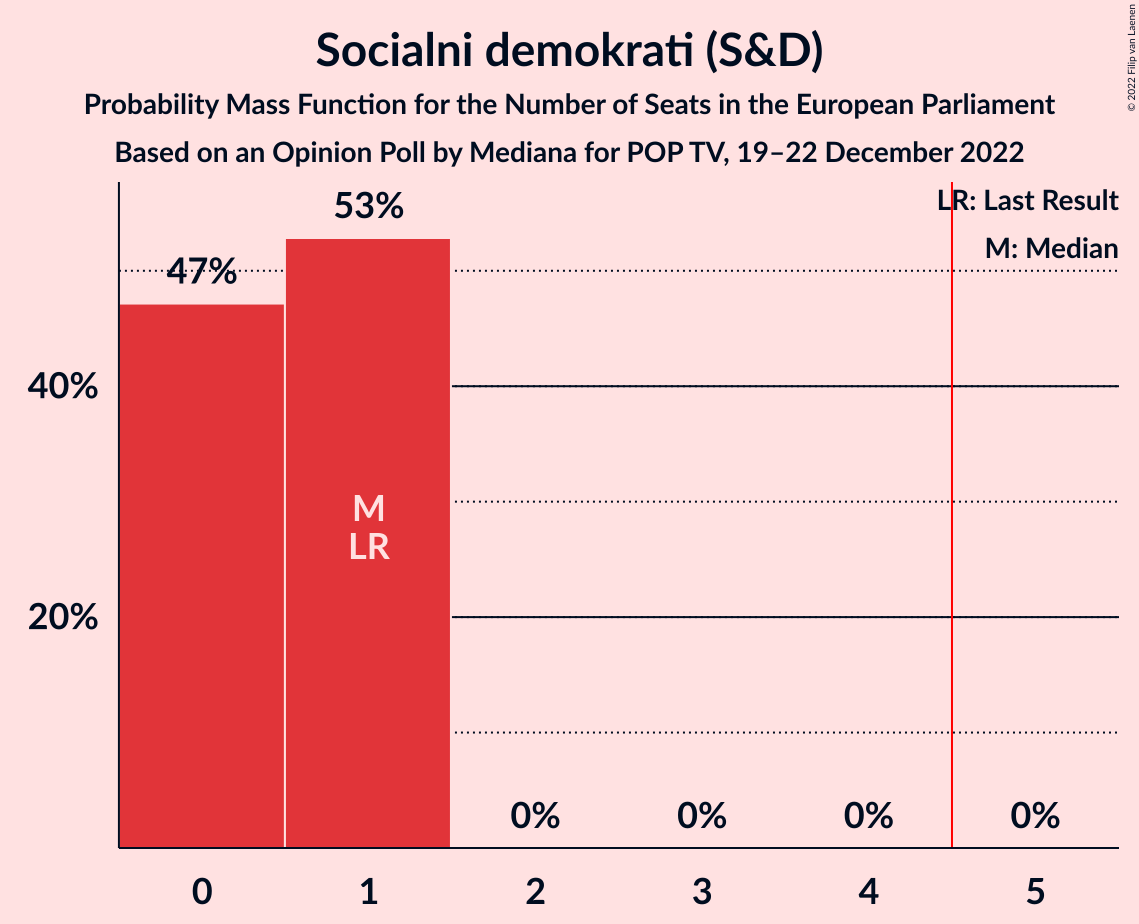 Socialni demokrati (S&D)
Probability Mass Function for the Number of Seats in the European Parliament
Based on an Opinion Poll by Mediana for POP TV, 19–22 December 2022
© 2022 Filip van Laenen
LR: Last Result
M: Median
53%
47%
40%
20%
M
LR
0% 0% 0% 0%
0 1 2 3 4 5